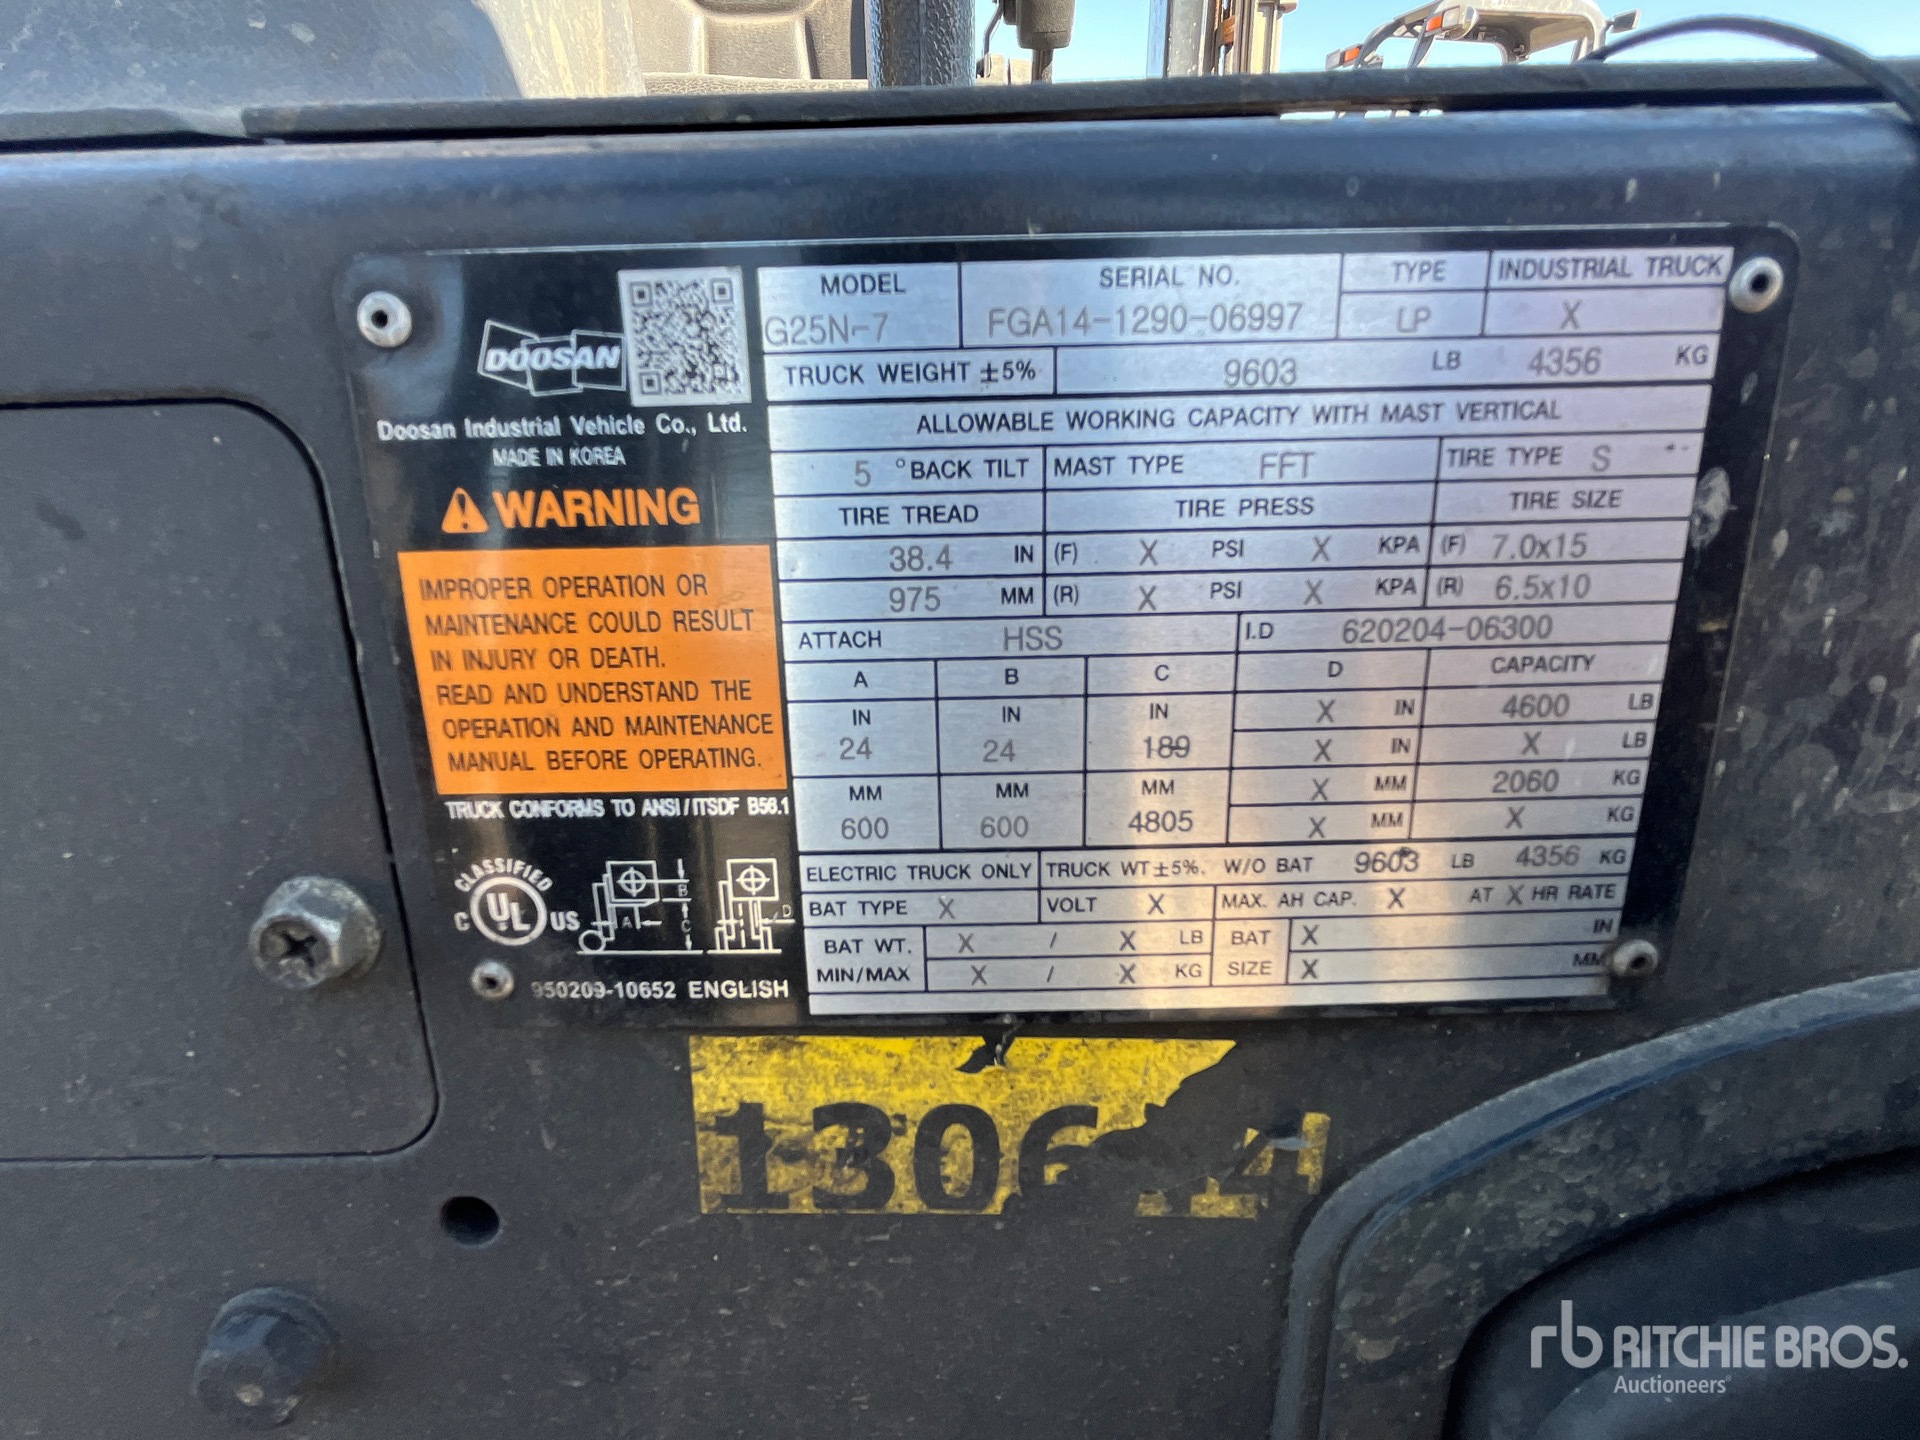 DOOSAN
Doosan Industrial Vehicle Co., Ltd.
MADE IN KOREA
WARNING
IMPROPER OPERATION OR
MAINTENANCE COULD RESULT
IN INJURY OR DEATH.
READ AND UNDERSTAND THE
OPERATION AND MAINTENANCE
MANUAL BEFORE OPERATING.
TRUCK CONFORMS TO ANSI/ITSDF B56.1
CLASSIFIED
C UL US
A B C D
950209-10652 ENGLISH
MODEL SERIAL NO. TYPE INDUSTRIAL TRUCK
G25N-7 FGA14-1290-06997 LP X
TRUCK WEIGHT ±5% 9603 LB 4356 KG
ALLOWABLE WORKING CAPACITY WITH MAST VERTICAL
5 °BACK TILT MAST TYPE FFT TIRE TYPE S
TIRE TREAD TIRE PRESS TIRE SIZE
38.4 IN (F) X PSI X KPA (F) 7.0x15
975 MM (R) X PSI X KPA (R) 6.5x10
ATTACH HSS I.D 620204-06300
A B C D CAPACITY
IN IN IN X IN 4600 LB
24 24 189 X IN X LB
MM MM MM X MM 2060 KG
600 600 4805 X MM X KG
ELECTRIC TRUCK ONLY TRUCK WT ±5%. W/O BAT 9603 LB 4356 KG
BAT TYPE X VOLT X MAX. AH CAP. X AT X HR RATE
BAT WT. X / X LB BAT X IN
MIN/MAX X / X KG SIZE X MM
rb RITCHIE BROS.
Auctioneers